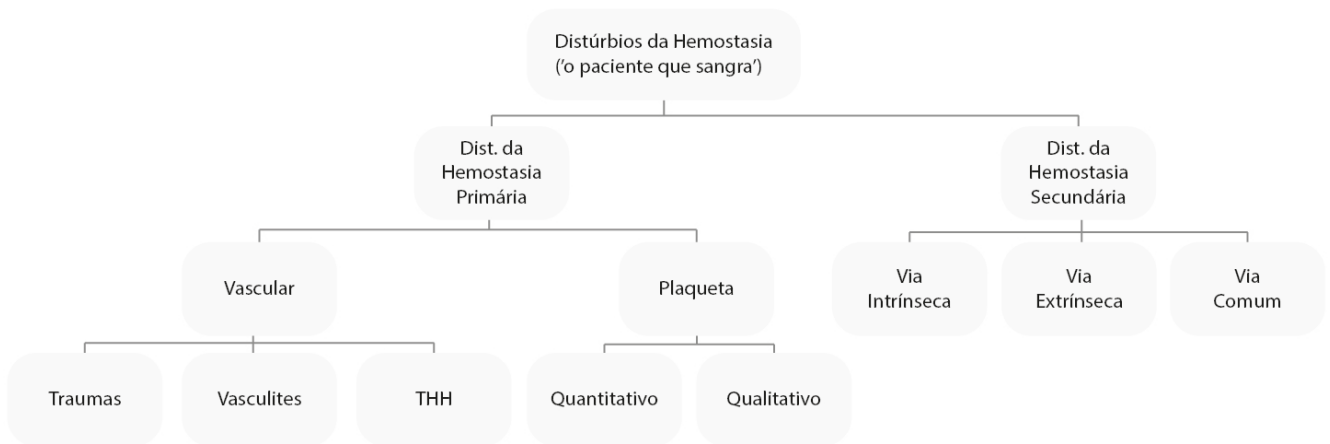 Distúrbios da Hemostasia
('o paciente que sangra')
Dist. da
Hemostasia
Primária
Dist. da
Hemostasia
Secundária
Vascular
Plaqueta
Via
Intrínseca
Via
Extrínseca
Via
Comum
Traumas
Vasculites
THH
Quantitativo
Qualitativo